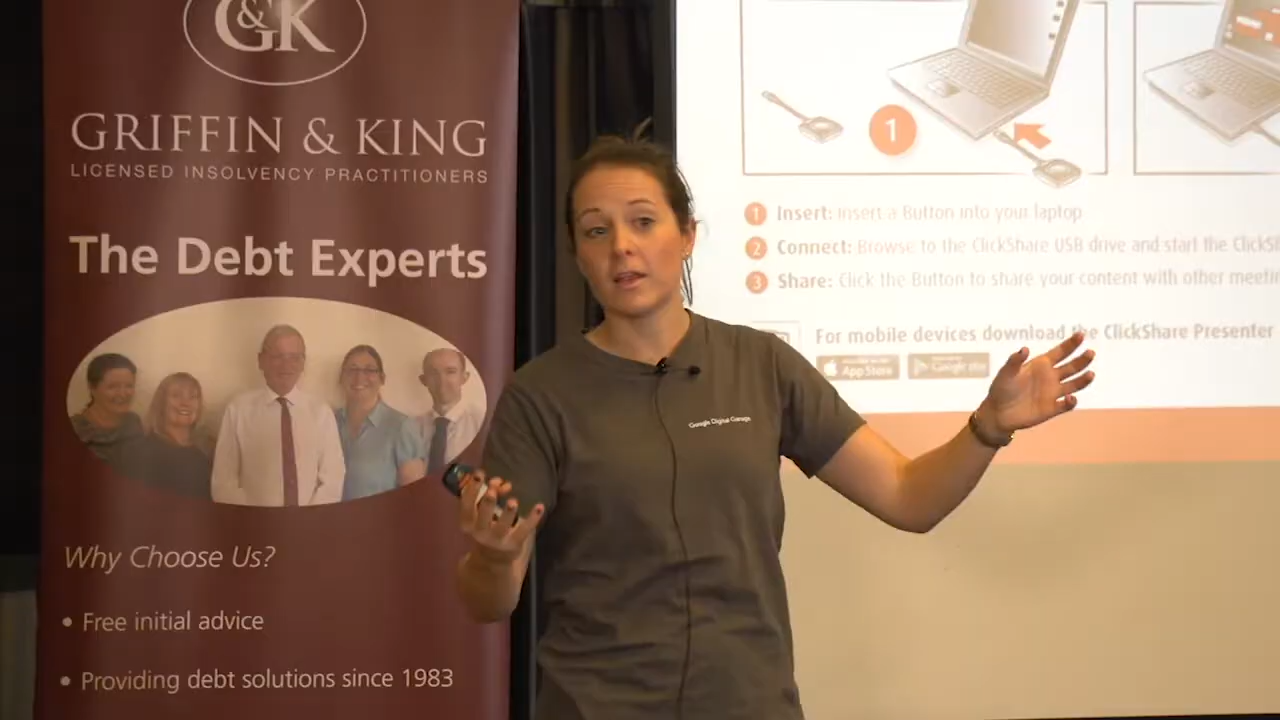 G&K
GRIFFIN & KING
LICENSED INSOLVENCY PRACTITIONERS
The Debt Experts
Why Choose Us?
• Free initial advice
• Providing debt solutions since 1983
Google Digital Garage
1
1 Insert: Insert a Button into your laptop
2 Connect: Browse to the ClickShare USB drive and start the ClickSh
3 Share: Click the Button to share your content with other meetin
For mobile devices download the ClickShare Presenter
App Store
Google